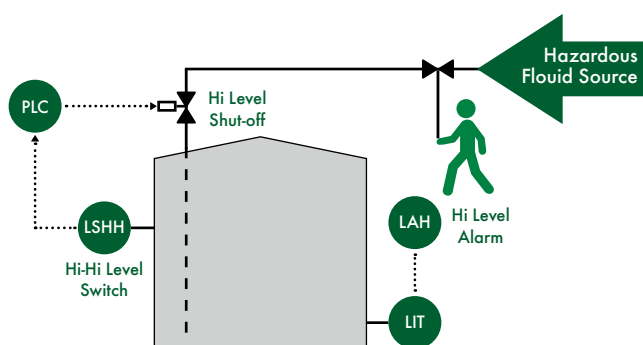 Hazardous
Flouid Source
PLC
Hi Level
Shut-off
LSHH
Hi-Hi Level
Switch
LAH
Hi Level
Alarm
LIT